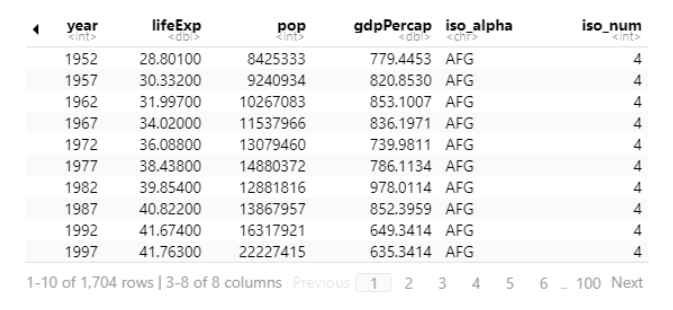 year lifeExp pop gdpPercap iso_alpha iso_num
<int> <dbl> <int> <dbl> <chr> <int>
1952 28.80100 8425333 779.4453 AFG 4
1957 30.33200 9240934 820.8530 AFG 4
1962 31.99700 10267083 853.1007 AFG 4
1967 34.02000 11537966 836.1971 AFG 4
1972 36.08800 13079460 739.9811 AFG 4
1977 38.43800 14880372 786.1134 AFG 4
1982 39.85400 12881816 978.0114 AFG 4
1987 40.82200 13867957 852.3959 AFG 4
1992 41.67400 16317921 649.3414 AFG 4
1997 41.76300 22227415 635.3414 AFG 4
1-10 of 1,704 rows | 3-8 of 8 columns Previous 1 2 3 4 5 6 … 100 Next